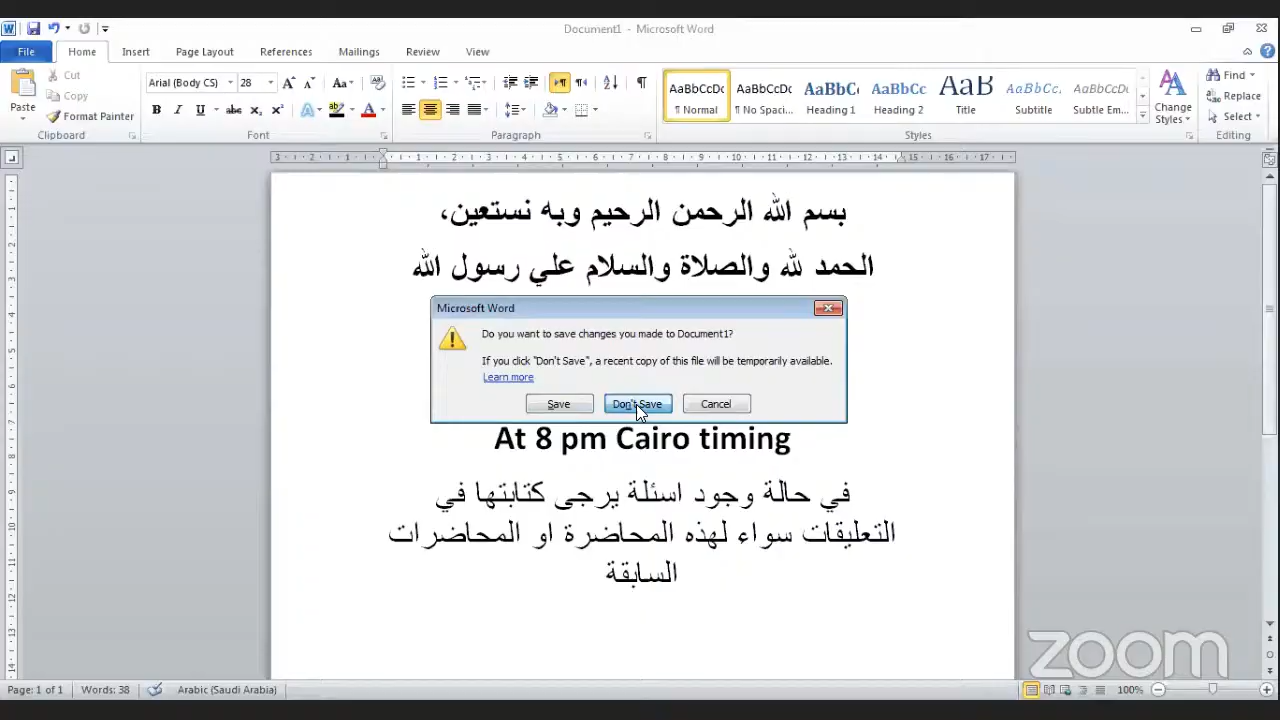 Document1 - Microsoft Word
File Home Insert Page Layout References Mailings Review View
Paste
Cut
Copy
Format Painter
Clipboard
Arial (Body CS) 28
Font
Paragraph
AaBbCcDc AaBbCcDc AaBbC AaBbCc AaB AaBbCc. AaBbCcDc
¶ Normal ¶ No Spaci... Heading 1 Heading 2 Title Subtitle Subtle Em...
Change Styles
Styles
Find
Replace
Select
Editing
بسم الله الرحمن الرحيم وبه نستعين،
الحمد لله والصلاة والسلام علي رسول الله
Microsoft Word
Do you want to save changes you made to Document1?
If you click "Don't Save", a recent copy of this file will be temporarily available.
Learn more
Save Don't Save Cancel
At 8 pm Cairo timing
في حالة وجود اسئلة يرجى كتابتها في
التعليقات سواء لهذه المحاضرة او المحاضرات
السابقة
zoom
Page: 1 of 1 Words: 38 Arabic (Saudi Arabia) 100%